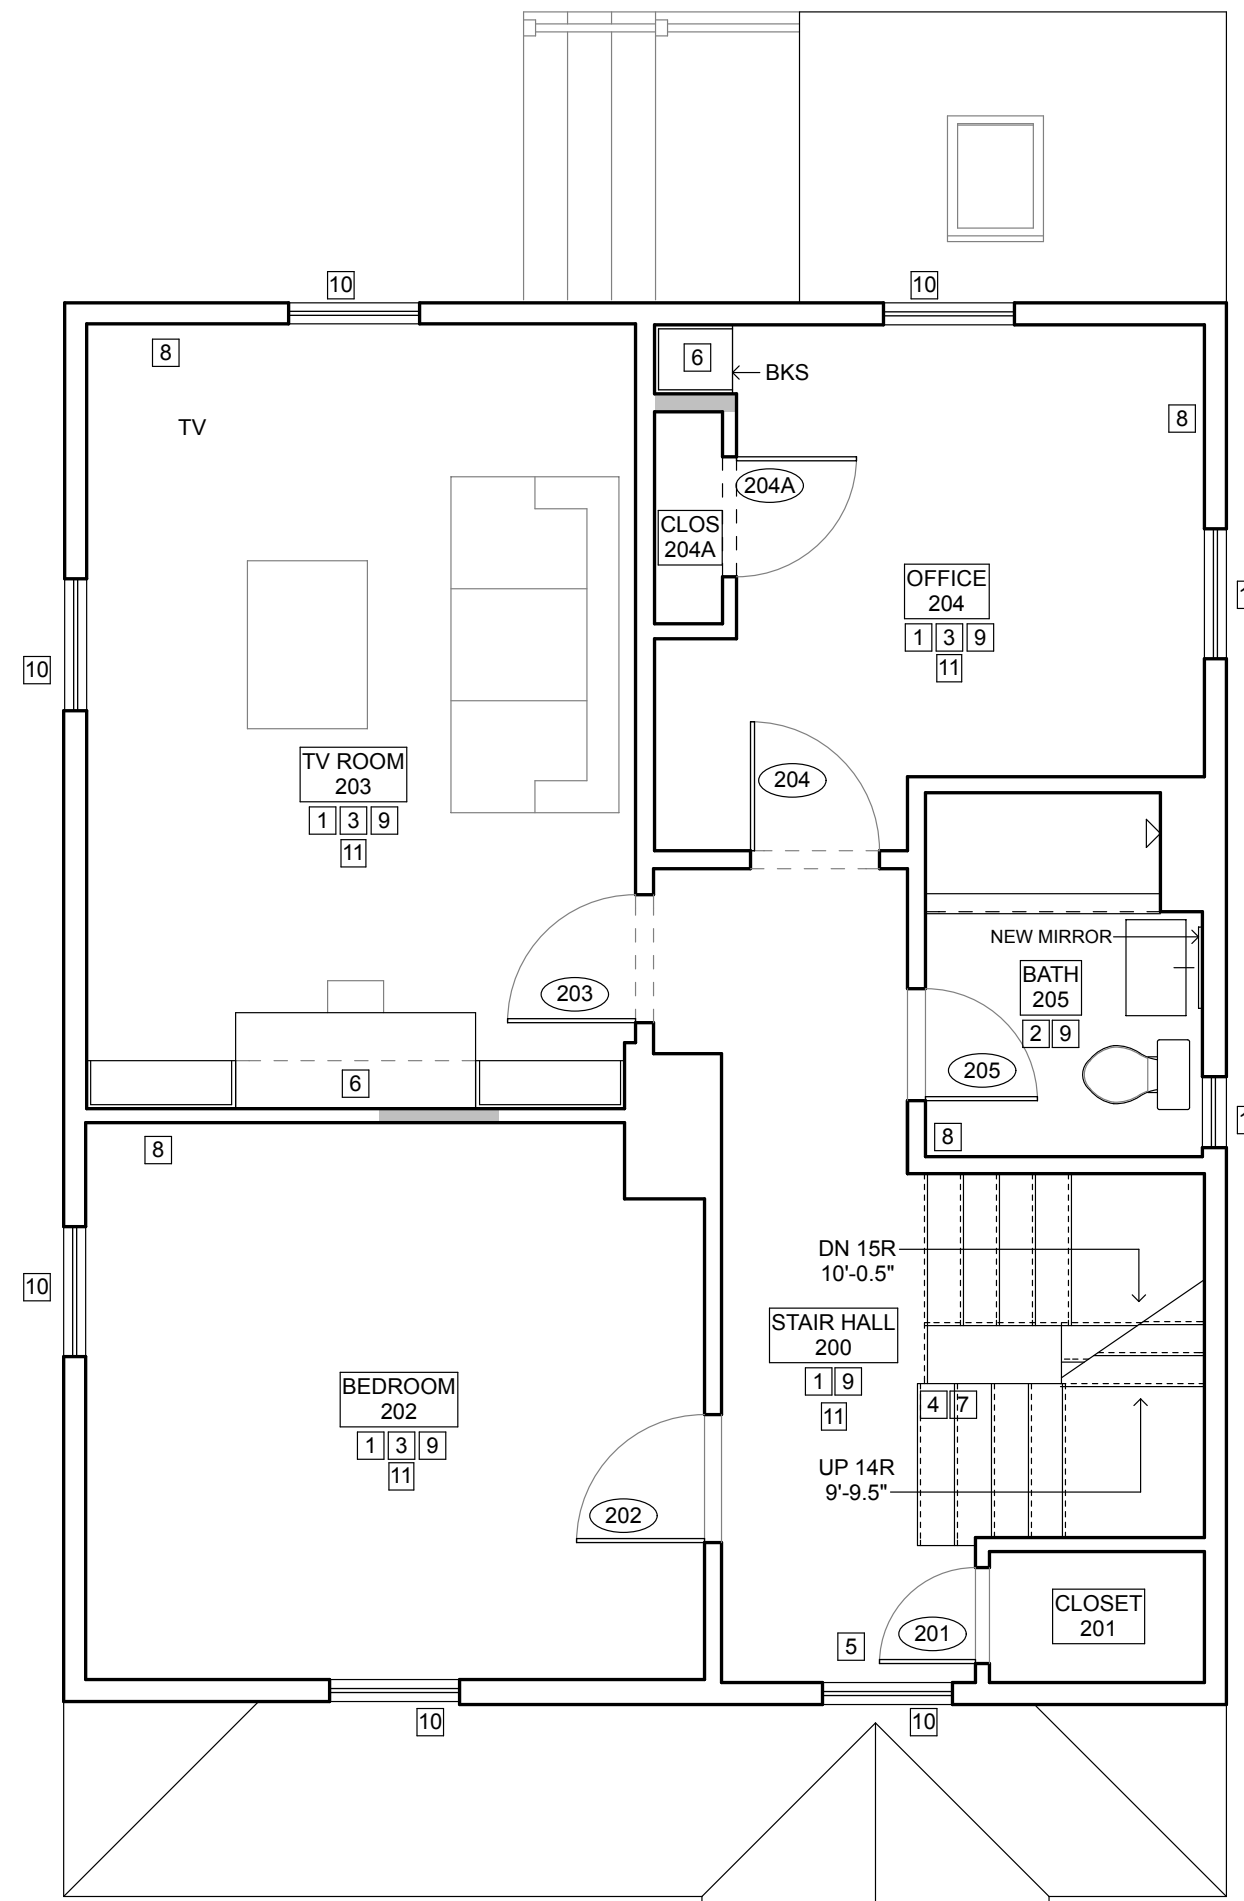 10
10
8
6
BKS
8
TV
204A
CLOS
204A
OFFICE
204
1 3 9
11
10
TV ROOM
203
1 3 9
11
204
NEW MIRROR
BATH
205
2 9
203
205
6
8
8
DN 15R
10'-0.5"
10
STAIR HALL
200
1 9
11
4 7
BEDROOM
202
1 3 9
11
UP 14R
9'-9.5"
202
CLOSET
201
201
5
10
10